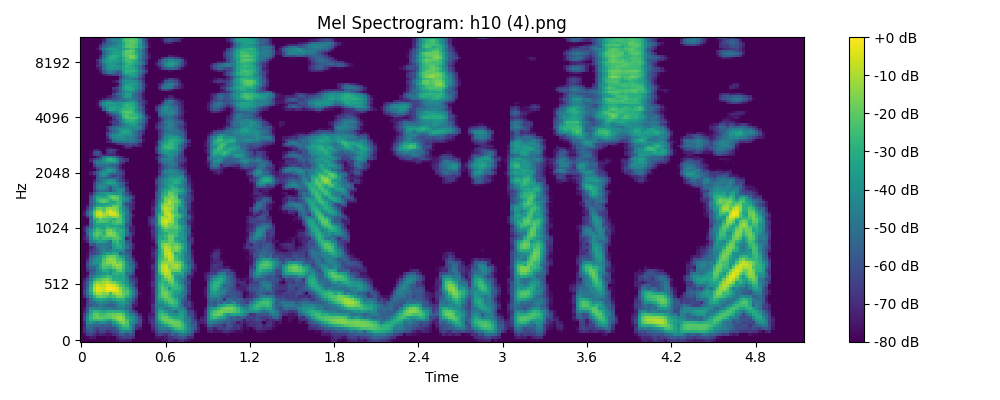 Mel Spectrogram: h10 (4).png
8192
4096
2048
1024
512
0
Hz
0 0.6 1.2 1.8 2.4 3 3.6 4.2 4.8
Time
+0 dB
-10 dB
-20 dB
-30 dB
-40 dB
-50 dB
-60 dB
-70 dB
-80 dB